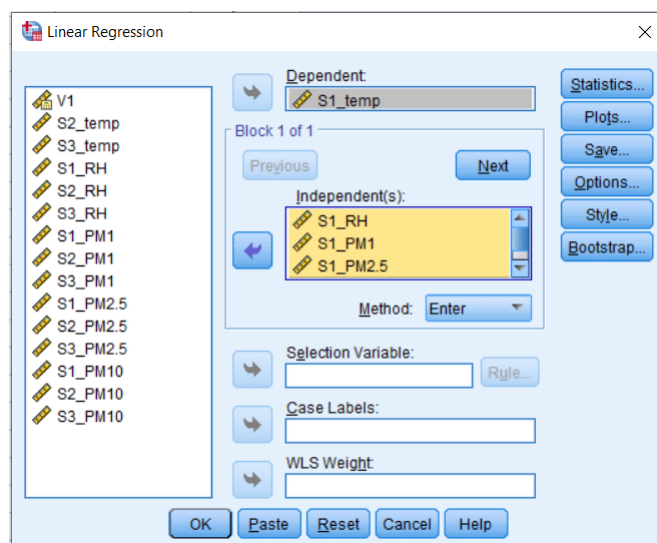 Linear Regression
V1
S2_temp
S3_temp
S1_RH
S2_RH
S3_RH
S1_PM1
S2_PM1
S3_PM1
S1_PM2.5
S2_PM2.5
S3_PM2.5
S1_PM10
S2_PM10
S3_PM10
Dependent:
S1_temp
Block 1 of 1
Previous
Next
Independent(s):
S1_RH
S1_PM1
S1_PM2.5
Method: Enter
Selection Variable:
Rule...
Case Labels:
WLS Weight:
Statistics...
Plots...
Save...
Options...
Style...
Bootstrap...
OK Paste Reset Cancel Help